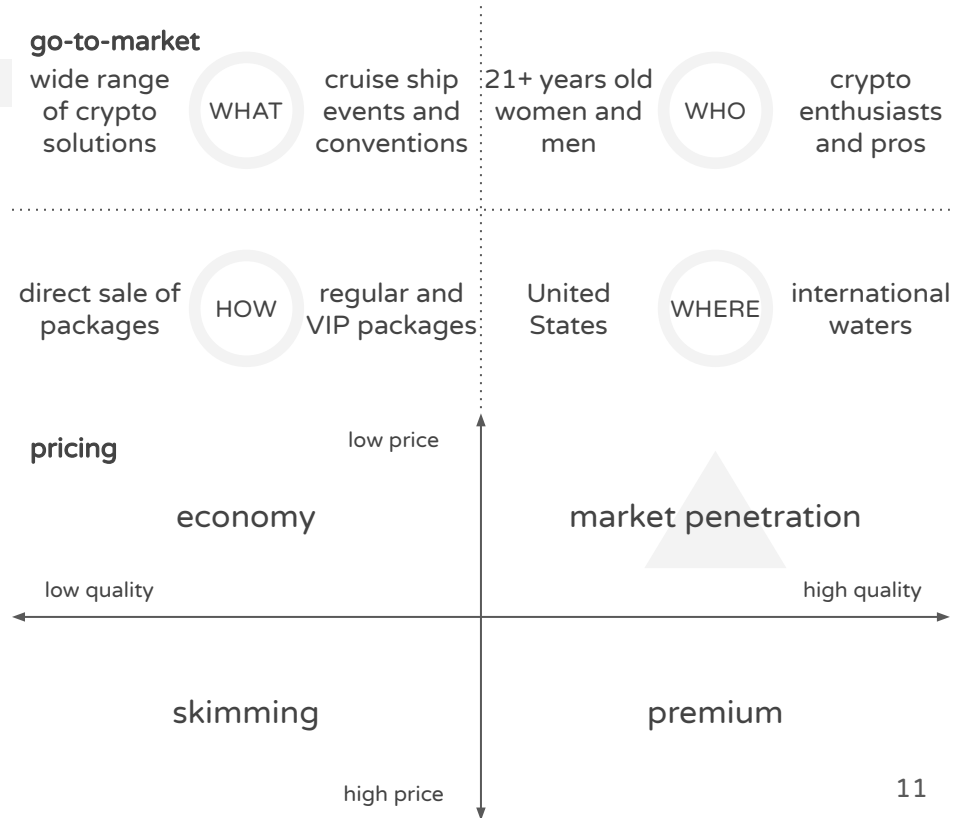 go-to-market
wide range
of crypto
solutions
WHAT
cruise ship
events and
conventions
21+ years old
women and
men
WHO
crypto
enthusiasts
and pros
direct sale of
packages
HOW
regular and
VIP packages
United
States
WHERE
international
waters
pricing
low price
economy
market penetration
low quality
high quality
skimming
premium
high price
11